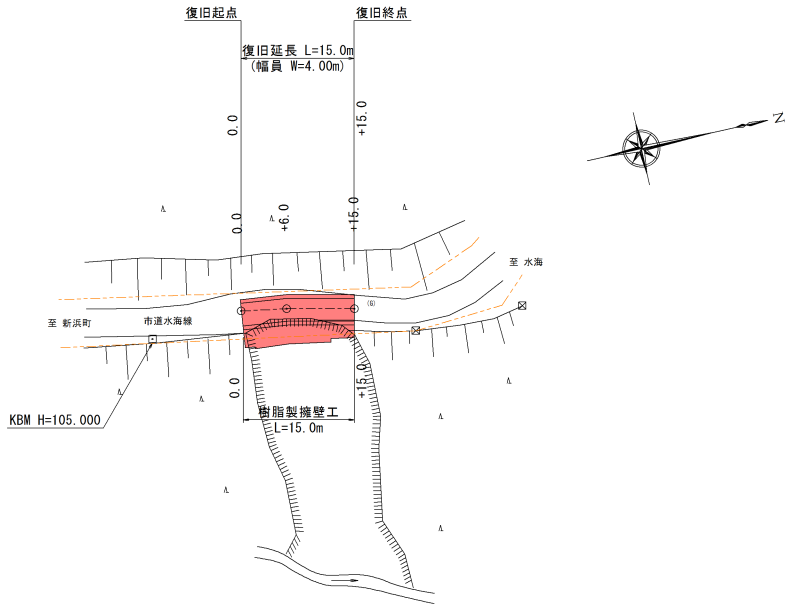 復旧起点
復旧終点
復旧延長 L=15.0m
(幅員 W=4.00m)
0.0
+15.0
N
0.0
+6.0
+15.0
至 水海
(G)
至 新浜町
市道水海線
0.0
+15.0
樹脂製擁壁工
L=15.0m
KBM H=105.000